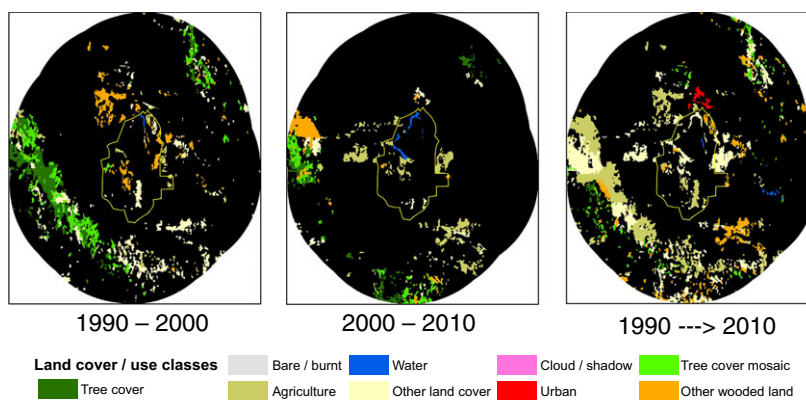 1990 – 2000
2000 – 2010
1990 ---> 2010
Land cover / use classes
Bare / burnt
Water
Cloud / shadow
Tree cover mosaic
Tree cover
Agriculture
Other land cover
Urban
Other wooded land